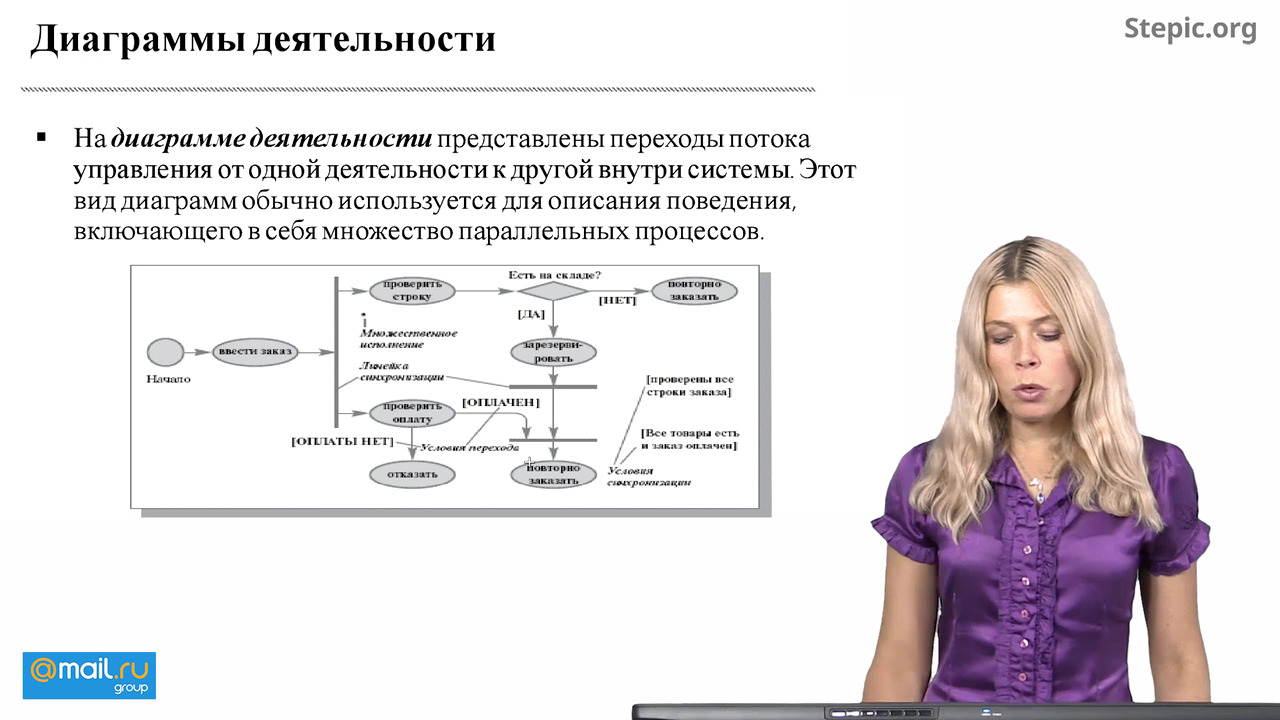 Диаграммы деятельности
Stepic.org
На диаграмме деятельности представлены переходы потока
управления от одной деятельности к другой внутри системы. Этот
вид диаграмм обычно используется для описания поведения,
включающего в себя множество параллельных процессов.
Есть на складе?
проверить
строку
повторно
заказать
[НЕТ]
[ДА]
*
Множественное
исполнение
ввести заказ
зарезерви-
ровать
Начало
Линейка
синхронизации
[проверены все
строки заказа]
проверить
оплату
[ОПЛАЧЕН]
[ОПЛАТЫ НЕТ]
Условия перехода
[Все товары есть
и заказ оплачен]
отказать
повторно
заказать
Условия
синхронизации
@mail.ru
group